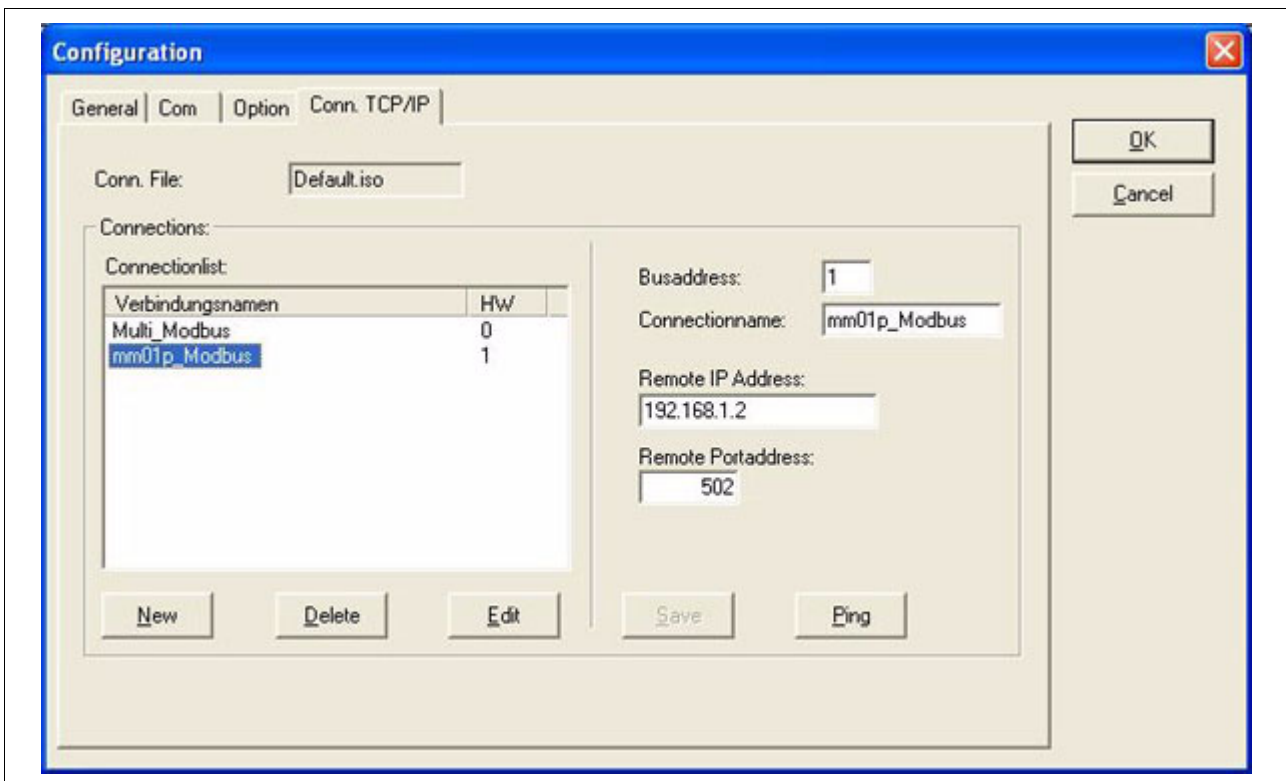 Configuration
General Com Option Conn. TCP/IP
OK
Conn. File: Default.iso
Cancel
Connections:
Connectionlist:
Verbindungsnamen HW
Multi_Modbus 0
mm01p_Modbus 1
Busaddress: 1
Connectionname: mm01p_Modbus
Remote IP Address:
192.168.1.2
Remote Portaddress:
502
New Delete Edit Save Ping